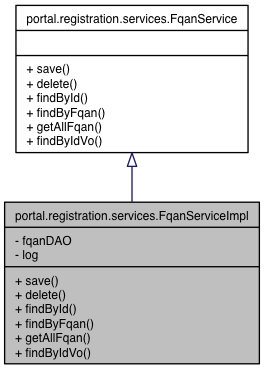 portal.registration.services.FqanService
+ save()
+ delete()
+ findById()
+ findByFqan()
+ getAllFqan()
+ findByIdVo()
portal.registration.services.FqanServiceImpl
- fqanDAO
- log
+ save()
+ delete()
+ findById()
+ findByFqan()
+ getAllFqan()
+ findByIdVo()